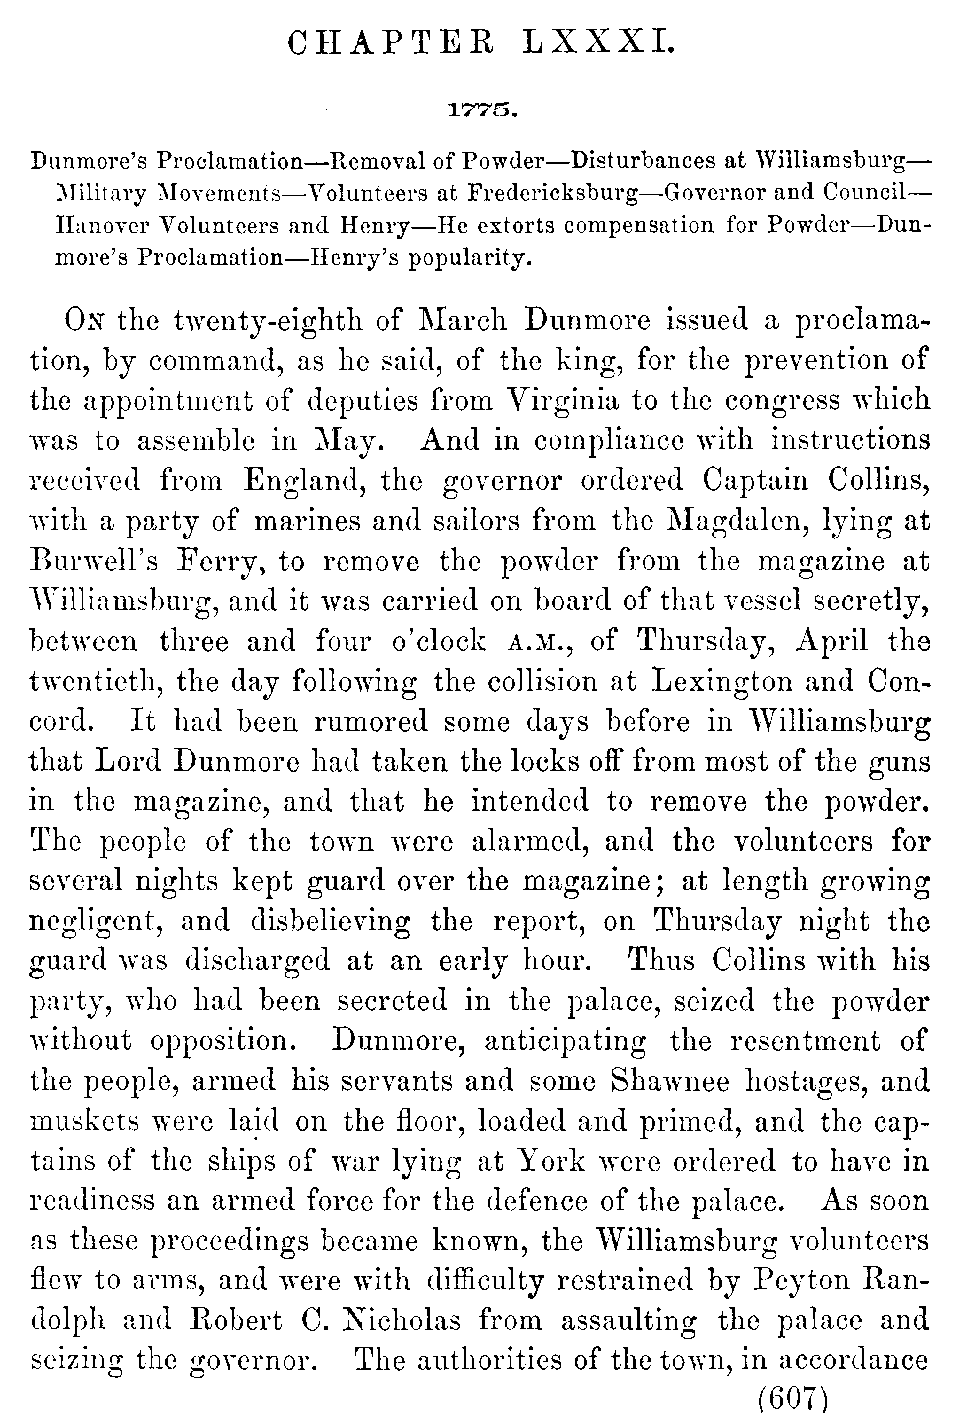 CHAPTER LXXXI.
1775.
Dunmore's Proclamation—Removal of Powder—Disturbances at Williamsburg—
Military Movements—Volunteers at Fredericksburg—Governor and Council—
Hanover Volunteers and Henry—He extorts compensation for Powder—Dun-
more's Proclamation—Henry's popularity.
ON the twenty-eighth of March Dunmore issued a proclama-
tion, by command, as he said, of the king, for the prevention of
the appointment of deputies from Virginia to the congress which
was to assemble in May. And in compliance with instructions
received from England, the governor ordered Captain Collins,
with a party of marines and sailors from the Magdalen, lying at
Burwell's Ferry, to remove the powder from the magazine at
Williamsburg, and it was carried on board of that vessel secretly,
between three and four o'clock A.M., of Thursday, April the
twentieth, the day following the collision at Lexington and Con-
cord. It had been rumored some days before in Williamsburg
that Lord Dunmore had taken the locks off from most of the guns
in the magazine, and that he intended to remove the powder.
The people of the town were alarmed, and the volunteers for
several nights kept guard over the magazine; at length growing
negligent, and disbelieving the report, on Thursday night the
guard was discharged at an early hour. Thus Collins with his
party, who had been secreted in the palace, seized the powder
without opposition. Dunmore, anticipating the resentment of
the people, armed his servants and some Shawnee hostages, and
muskets were laid on the floor, loaded and primed, and the cap-
tains of the ships of war lying at York were ordered to have in
readiness an armed force for the defence of the palace. As soon
as these proceedings became known, the Williamsburg volunteers
flew to arms, and were with difficulty restrained by Peyton Ran-
dolph and Robert C. Nicholas from assaulting the palace and
seizing the governor. The authorities of the town, in accordance
(607)